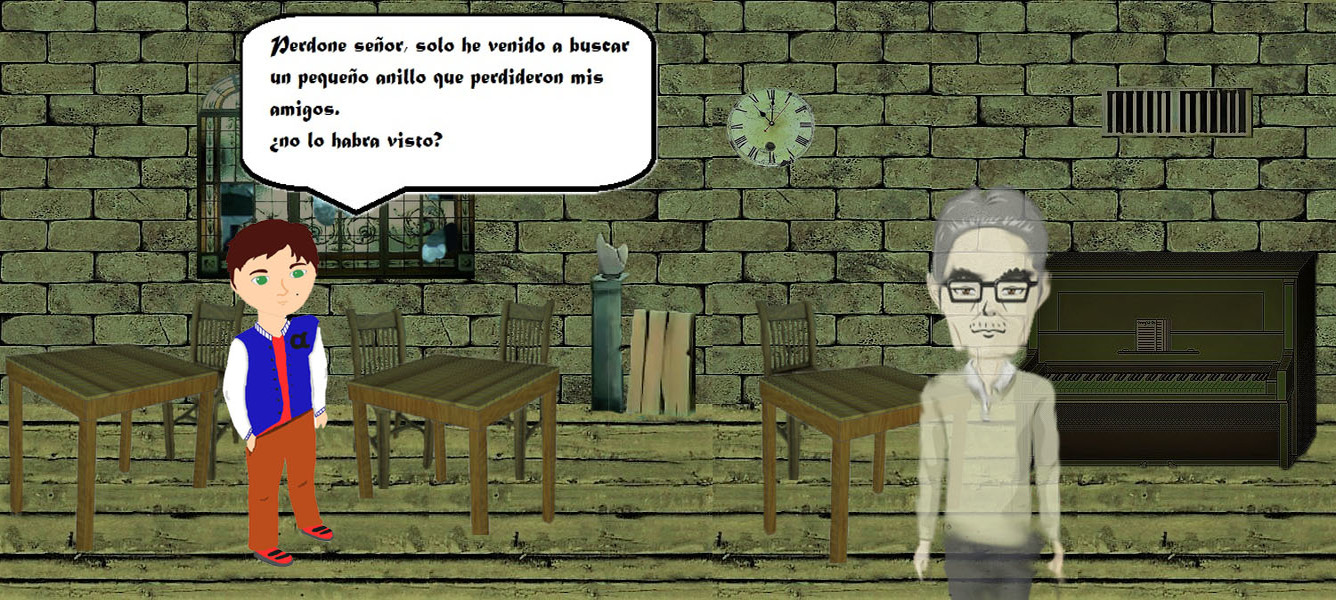 Perdone señor, solo he venido a buscar
un pequeño anillo que perdideron mis
amigos.
¿no lo habra visto?
α